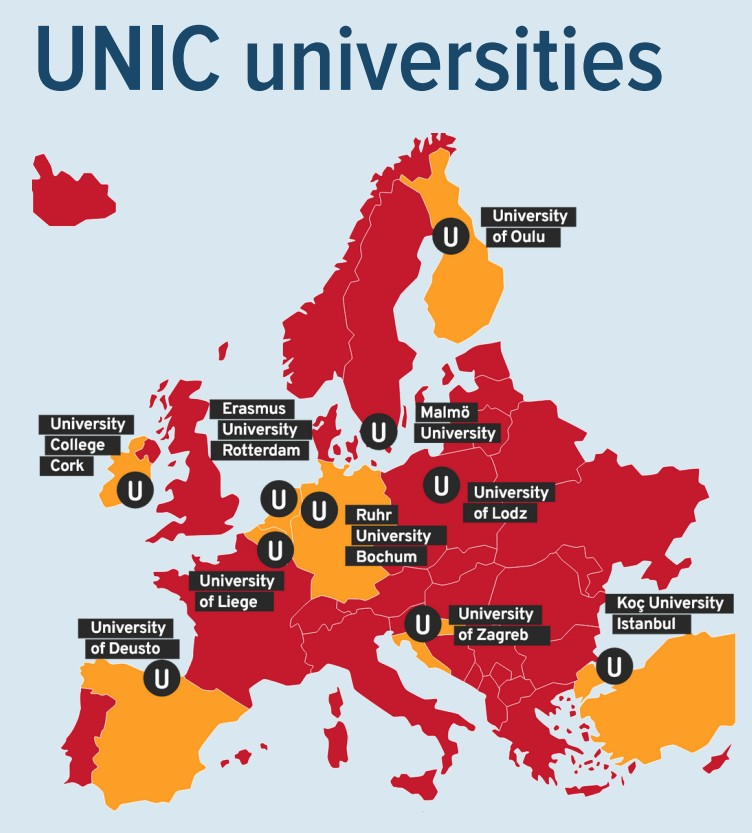 UNIC universities
University
of Oulu
Erasmus
University
Rotterdam
Malmö
University
University
College
Cork
University
of Lodz
Ruhr
University
Bochum
University
of Liege
University
of Zagreb
Koç University
Istanbul
University
of Deusto
U
U
U
U
U
U
U
U
U
U